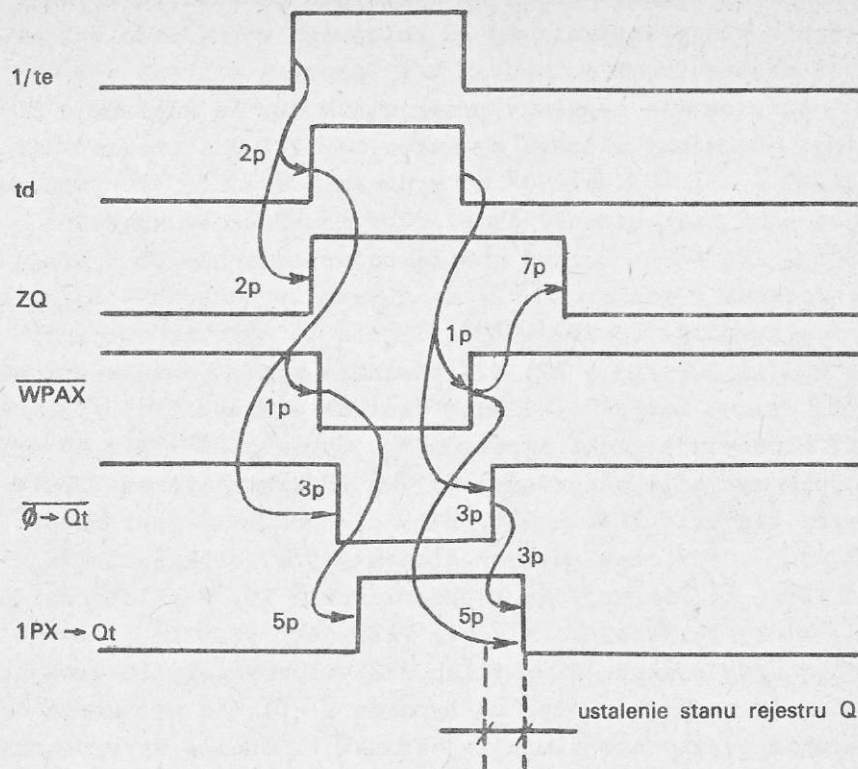 1/te
2p
td
2p
7p
ZQ
1p
1p
WPAX
3p
3p
Ø→Qt
3p
5p
5p
1PX→Qt
ustalenie stanu rejestru Q